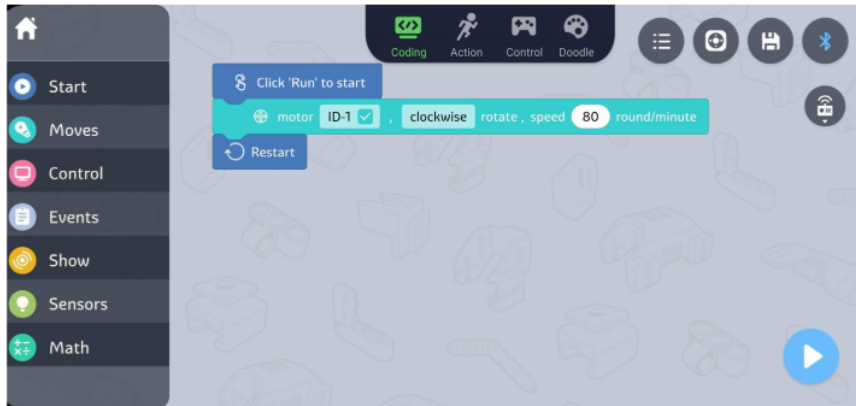 Coding Action Control Doodle
Start
Moves
Control
Events
Show
Sensors
Math
Click 'Run' to start
motor ID-1 , clockwise rotate , speed 80 round/minute
Restart